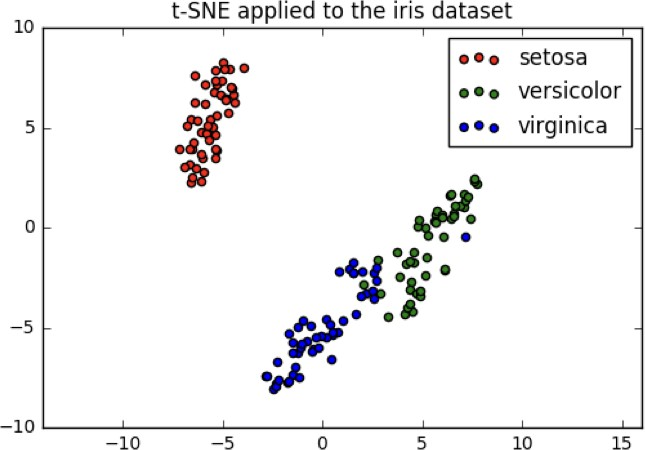 t-SNE applied to the iris dataset
10
5
0
−5
−10
setosa
versicolor
virginica
−10 −5 0 5 10 15